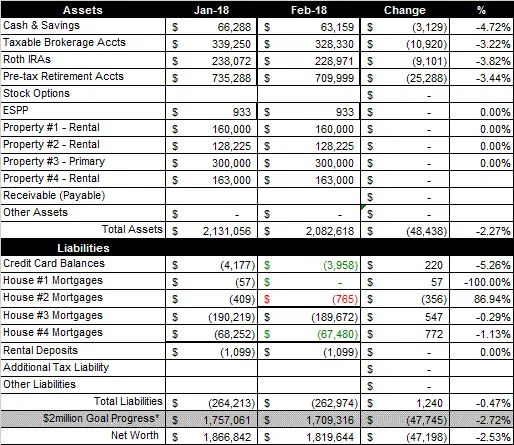 Assets Jan-18 Feb-18 Change %
Cash & Savings $ 66,288 $ 63,159 $ (3,129) -4.72%
Taxable Brokerage Accts $ 339,250 $ 328,330 $ (10,920) -3.22%
Roth IRAs $ 238,072 $ 228,971 $ (9,101) -3.82%
Pre-tax Retirement Accts $ 735,288 $ 709,999 $ (25,288) -3.44%
Stock Options $ -
ESPP $ 933 $ 933 $ - 0.00%
Property #1 - Rental $ 160,000 $ 160,000 $ - 0.00%
Property #2 - Rental $ 128,225 $ 128,225 $ - 0.00%
Property #3 - Primary $ 300,000 $ 300,000 $ - 0.00%
Property #4 - Rental $ 163,000 $ 163,000 $ -
Receivable (Payable) $ -
Other Assets $ - $ - $ -
Total Assets $ 2,131,056 $ 2,082,618 $ (48,438) -2.27%
Liabilities
Credit Card Balances $ (4,177) $ (3,958) $ 220 -5.26%
House #1 Mortgages $ (57) $ - $ 57 -100.00%
House #2 Mortgages $ (409) $ (765) $ (356) 86.94%
House #3 Mortgages $ (190,219) $ (189,672) $ 547 -0.29%
House #4 Mortgages $ (68,252) $ (67,480) $ 772 -1.13%
Rental Deposits $ (1,099) $ (1,099) $ - 0.00%
Additional Tax Liability $ -
Other Liabilities $ -
Total Liabilities $ (264,213) $ (262,974) $ 1,240 -0.47%
$2million Goal Progress* $ 1,757,061 $ 1,709,316 $ (47,745) -2.72%
Net Worth $ 1,866,842 $ 1,819,644 $ (47,198) -2.53%